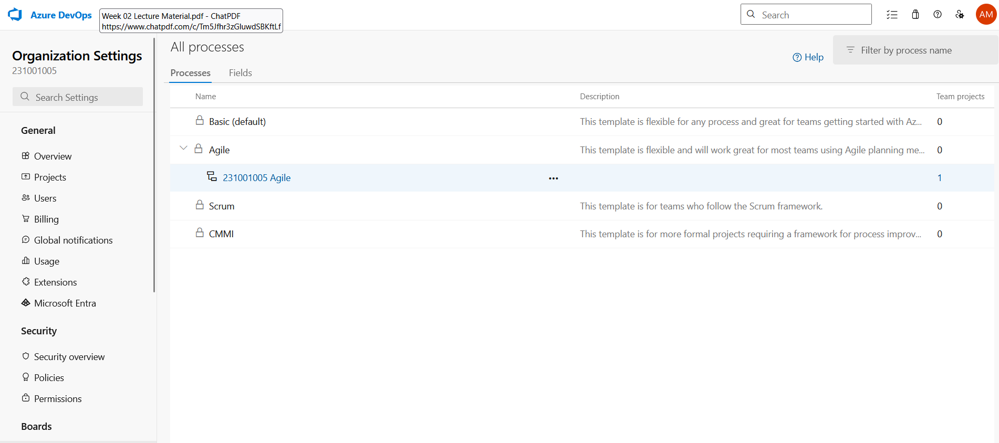 Azure DevOps
Week 02 Lecture Material.pdf - ChatPDF
https://www.chatpdf.com/c/Tm5Jfhr3zGluwdSBKftLf
Search
AM
Organization Settings
231001005
Search Settings
General
Overview
Projects
Users
Billing
Global notifications
Usage
Extensions
Microsoft Entra
Security
Security overview
Policies
Permissions
Boards
All processes
Help
Filter by process name
Processes Fields
Name Description Team projects
Basic (default) This template is flexible for any process and great for teams getting started with Az... 0
Agile This template is flexible and will work great for most teams using Agile planning me... 0
231001005 Agile ... 1
Scrum This template is for teams who follow the Scrum framework. 0
CMMI This template is for more formal projects requiring a framework for process improv... 0